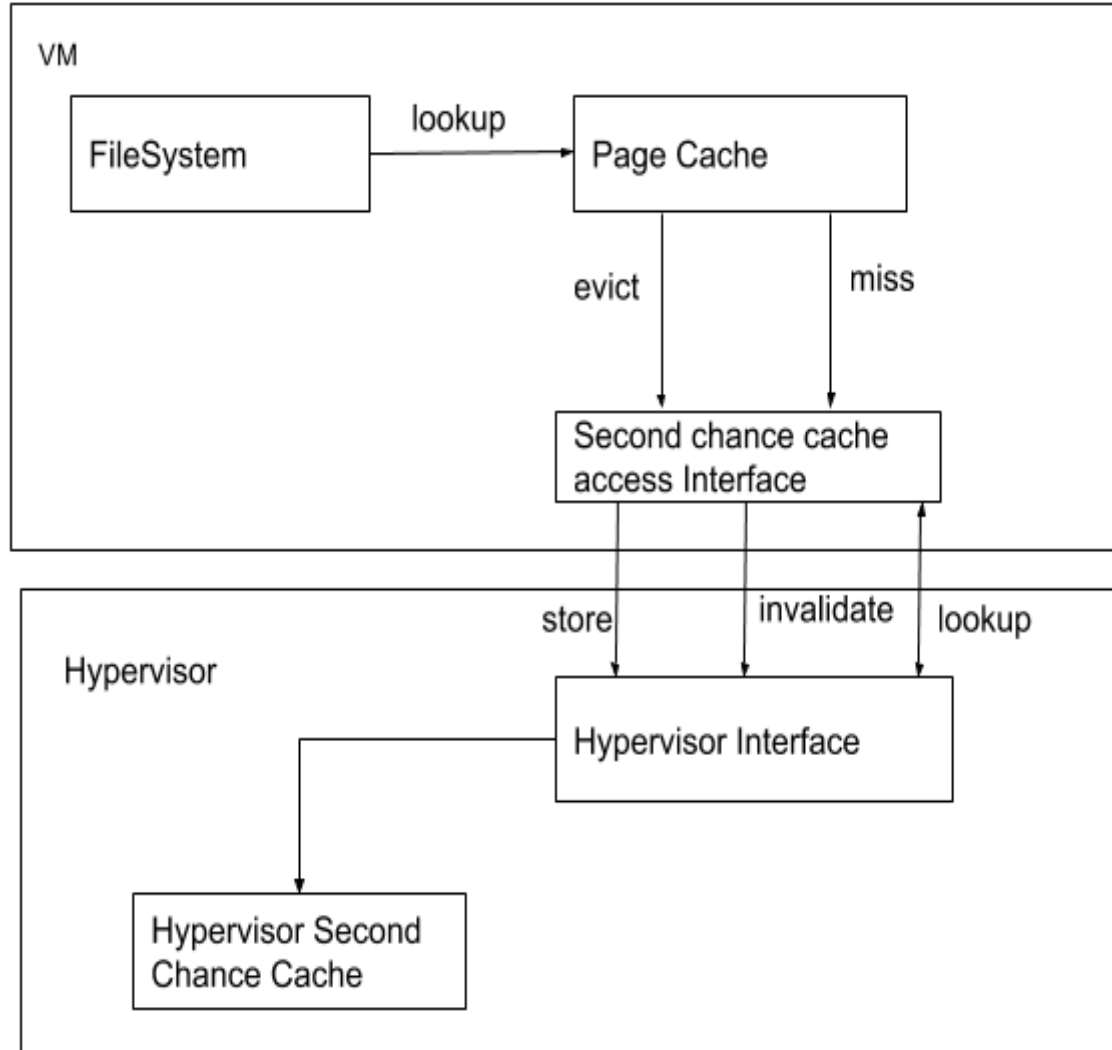 VM
FileSystem
lookup
Page Cache
evict
miss
Second chance cache
access Interface
store
invalidate
lookup
Hypervisor
Hypervisor Interface
Hypervisor Second
Chance Cache